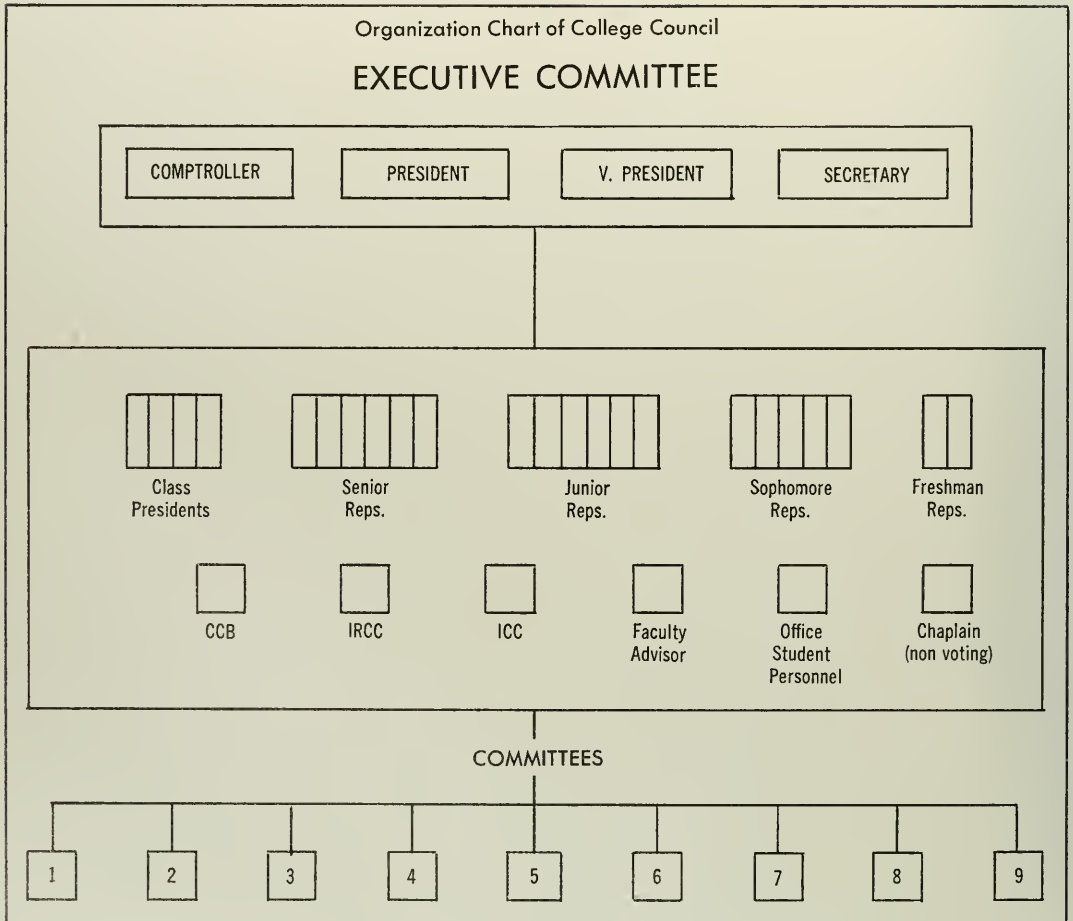 Organization Chart of College Council
EXECUTIVE COMMITTEE
COMPTROLLER
PRESIDENT
V. PRESIDENT
SECRETARY
Class
Presidents
Senior
Reps.
Junior
Reps.
Sophomore
Reps.
Freshman
Reps.
CCB
IRCC
ICC
Faculty
Advisor
Office
Student
Personnel
Chaplain
(non voting)
COMMITTEES
1
2
3
4
5
6
7
8
9